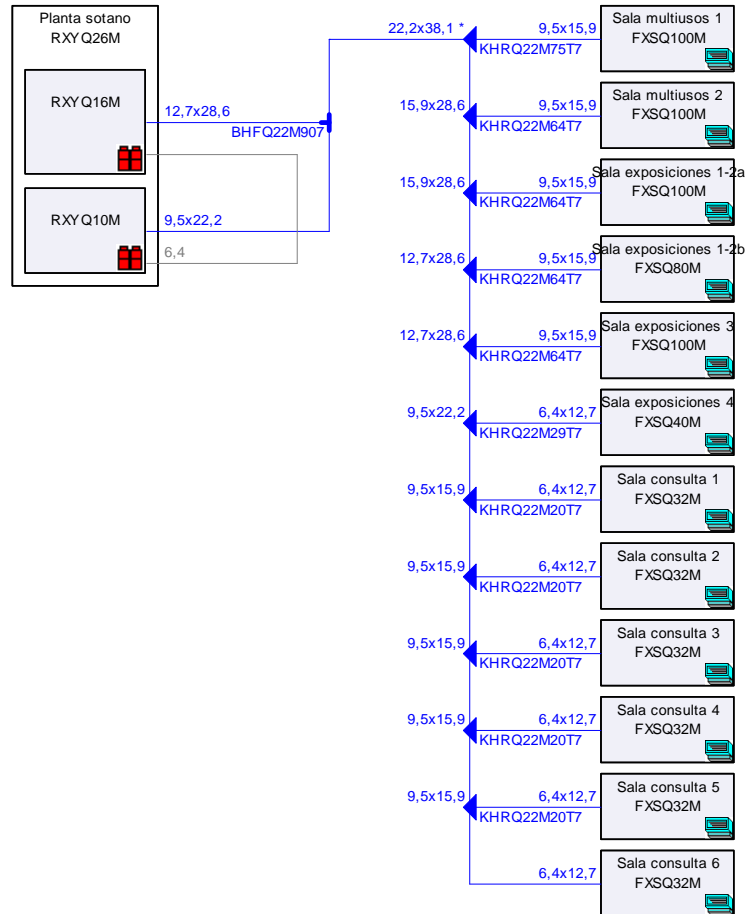 Planta sotano
RXYQ26M
RXYQ16M
12,7x28,6
BHFQ22M907
RXYQ10M
9,5x22,2
6,4
22,2x38,1 *
9,5x15,9
KHRQ22M75T7
Sala multiusos 1
FXSQ100M
15,9x28,6
9,5x15,9
KHRQ22M64T7
Sala multiusos 2
FXSQ100M
15,9x28,6
9,5x15,9
KHRQ22M64T7
Sala exposiciones 1-2a
FXSQ100M
12,7x28,6
9,5x15,9
KHRQ22M64T7
Sala exposiciones 1-2b
FXSQ80M
12,7x28,6
9,5x15,9
KHRQ22M64T7
Sala exposiciones 3
FXSQ100M
9,5x22,2
6,4x12,7
KHRQ22M29T7
Sala exposiciones 4
FXSQ40M
9,5x15,9
6,4x12,7
KHRQ22M20T7
Sala consulta 1
FXSQ32M
9,5x15,9
6,4x12,7
KHRQ22M20T7
Sala consulta 2
FXSQ32M
9,5x15,9
6,4x12,7
KHRQ22M20T7
Sala consulta 3
FXSQ32M
9,5x15,9
6,4x12,7
KHRQ22M20T7
Sala consulta 4
FXSQ32M
9,5x15,9
6,4x12,7
KHRQ22M20T7
Sala consulta 5
FXSQ32M
6,4x12,7
Sala consulta 6
FXSQ32M